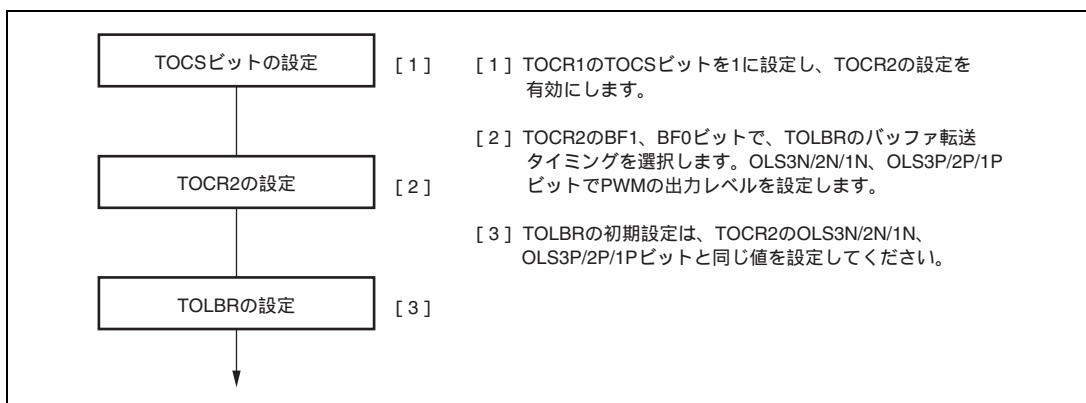 TOCSビットの設定
[ 1 ]
[ 1 ] TOCR1のTOCSビットを1に設定し、TOCR2の設定を
有効にします。
[ 2 ] TOCR2のBF1、BF0ビットで、TOLBRのバッファ転送
タイミングを選択します。OLS3N/2N/1N、OLS3P/2P/1P
ビットでPWMの出力レベルを設定します。
TOCR2の設定
[ 2 ]
[ 3 ] TOLBRの初期設定は、TOCR2のOLS3N/2N/1N、
OLS3P/2P/1Pビットと同じ値を設定してください。
TOLBRの設定
[ 3 ]